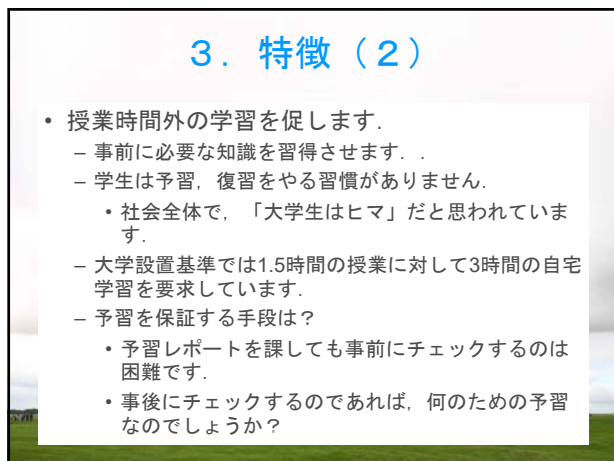 ３．特徴（２）
• 授業時間外の学習を促します．
– 事前に必要な知識を習得させます．．
– 学生は予習，復習をやる習慣がありません．
• 社会全体で，「大学生はヒマ」だと思われていま
す．
– 大学設置基準では1.5時間の授業に対して3時間の自宅
学習を要求しています．
– 予習を保証する手段は？
• 予習レポートを課しても事前にチェックするのは
困難です．
• 事後にチェックするのであれば，何のための予習
なのでしょうか？